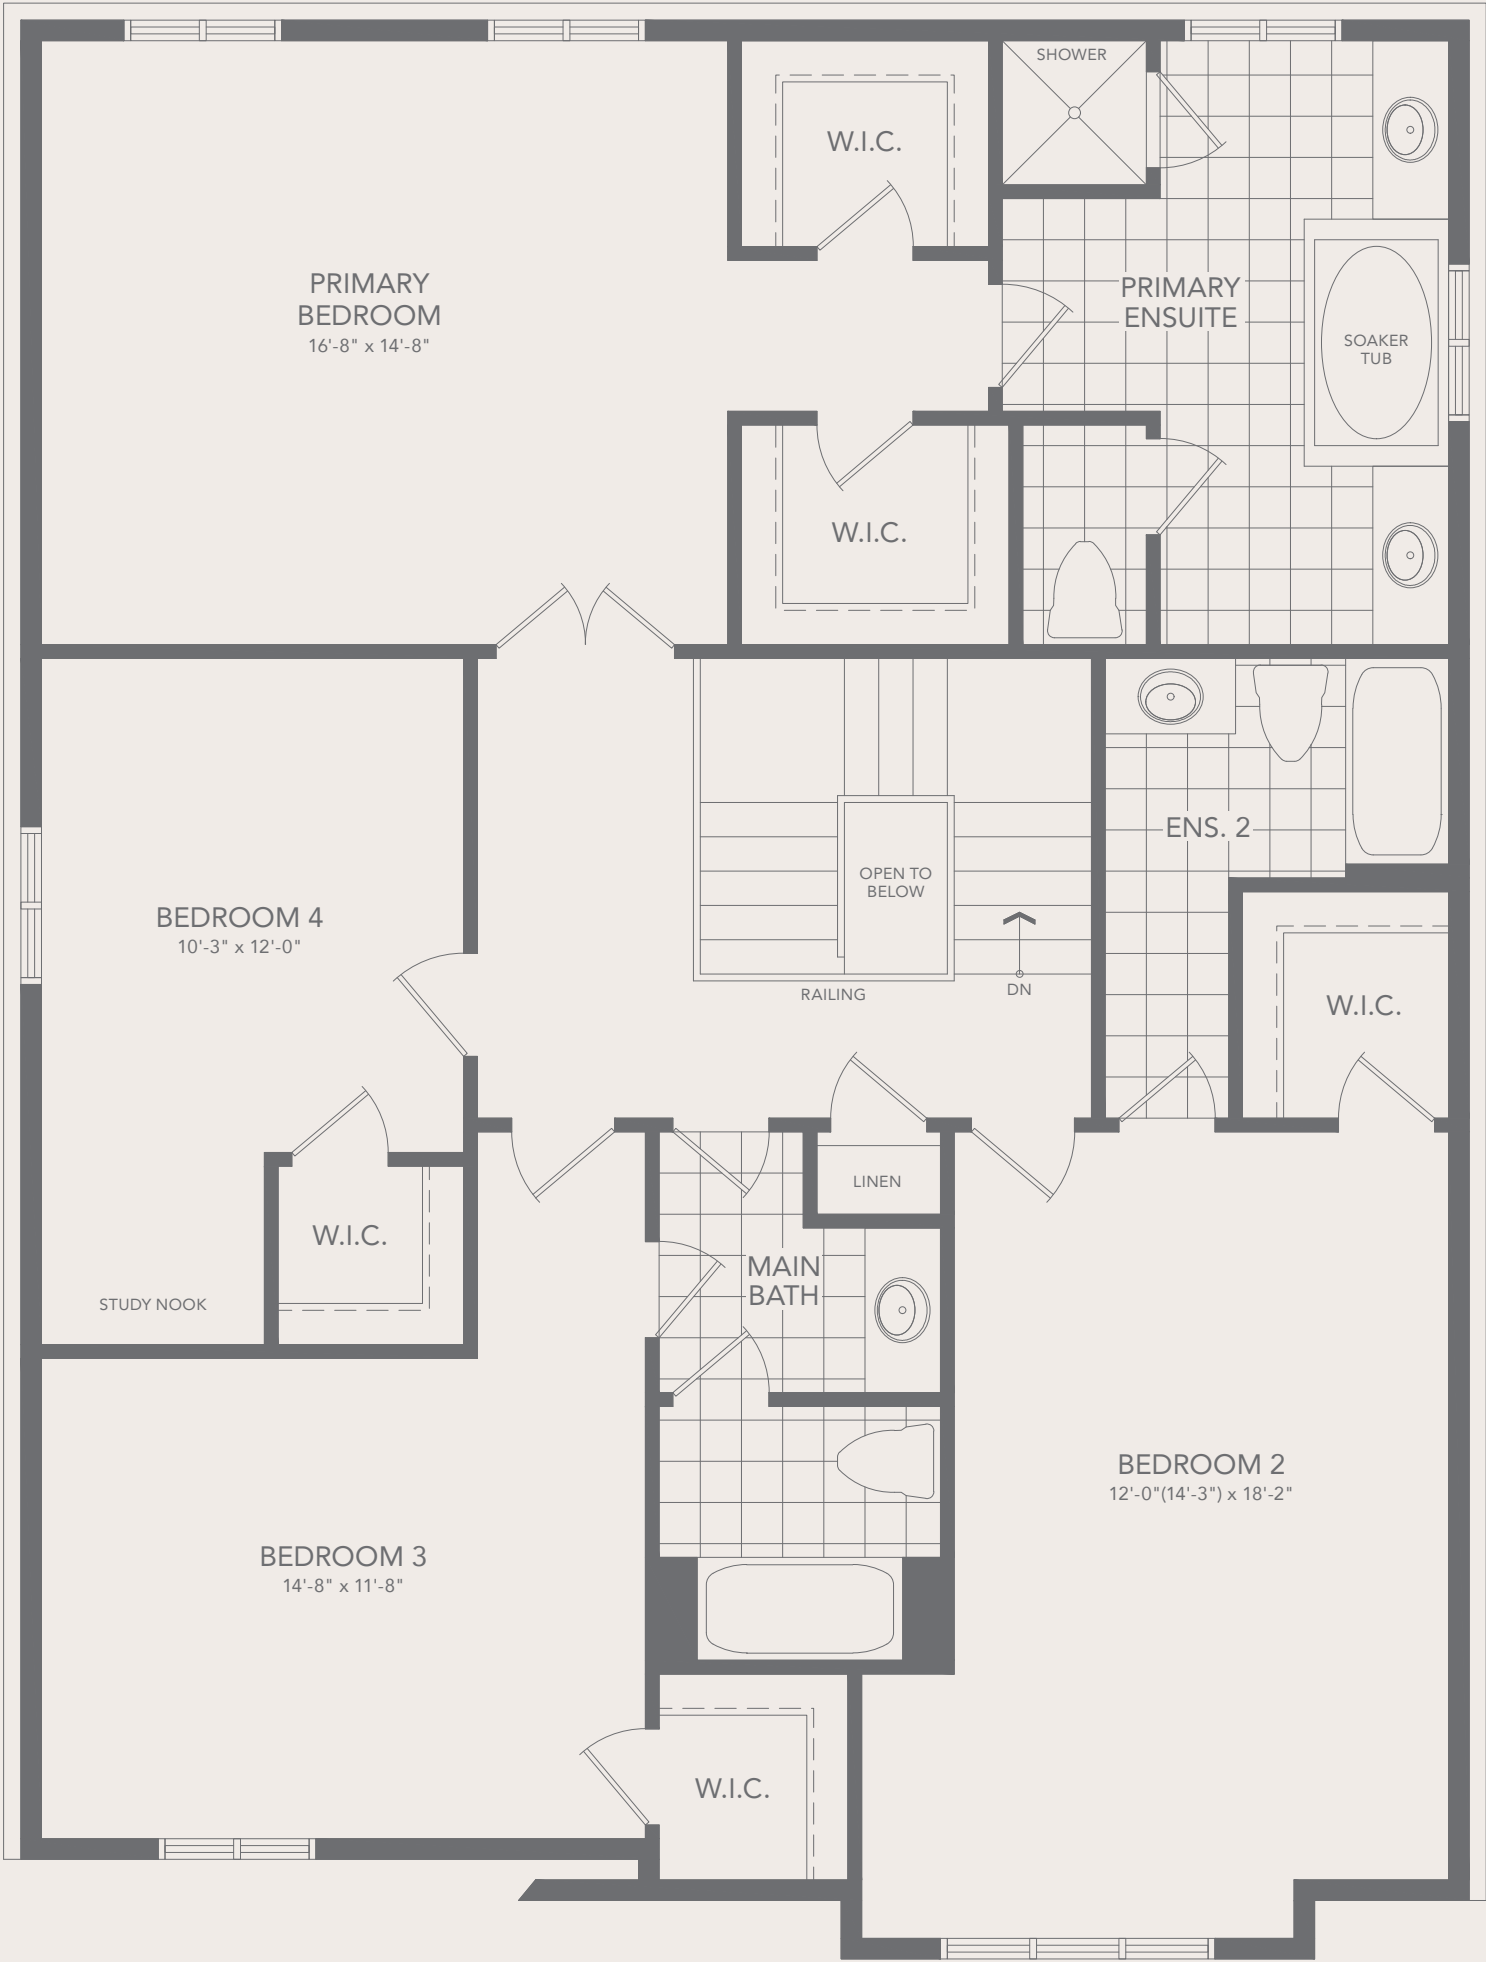 SHOWER
W.I.C.
PRIMARY
BEDROOM
16'-8" x 14'-8"
PRIMARY
ENSUITE
SOAKER
TUB
W.I.C.
ENS. 2
OPEN TO
BELOW
BEDROOM 4
10'-3" x 12'-0"
RAILING
DN
W.I.C.
LINEN
W.I.C.
MAIN
BATH
STUDY NOOK
BEDROOM 2
12'-0"(14'-3") x 18'-2"
BEDROOM 3
14'-8" x 11'-8"
W.I.C.